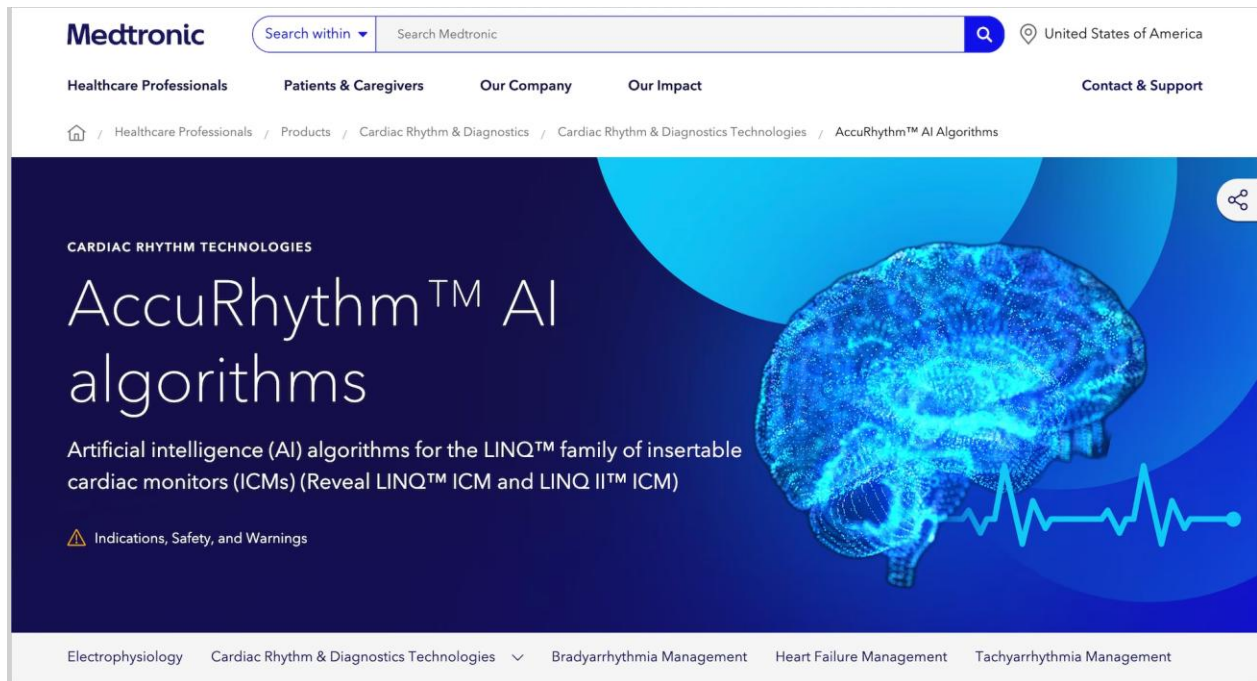 Medtronic
Search within
Search Medtronic
United States of America
Healthcare Professionals
Patients & Caregivers
Our Company
Our Impact
Contact & Support
/ Healthcare Professionals / Products / Cardiac Rhythm & Diagnostics / Cardiac Rhythm & Diagnostics Technologies / AccuRhythm™ AI Algorithms
CARDIAC RHYTHM TECHNOLOGIES
AccuRhythm™ AI
algorithms
Artificial intelligence (AI) algorithms for the LINQ™ family of insertable
cardiac monitors (ICMs) (Reveal LINQ™ ICM and LINQ II™ ICM)
Indications, Safety, and Warnings
Electrophysiology
Cardiac Rhythm & Diagnostics Technologies
Bradyarrhythmia Management
Heart Failure Management
Tachyarrhythmia Management